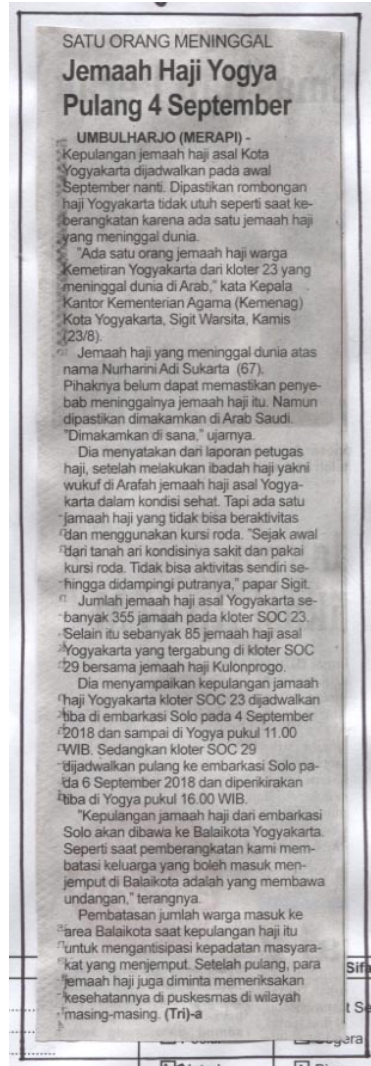 SATU ORANG MENINGGAL
Jemaah Haji Yogya
Pulang 4 September
UMBULHARJO (MERAPI) -
Kepulangan jemaah haji asal Kota
Yogyakarta dijadwalkan pada awal
September nanti. Dipastikan rombongan
haji Yogyakarta tidak utuh seperti saat ke-
berangkatan karena ada satu jemaah haji
yang meninggal dunia.
"Ada satu orang jemaah haji warga
Kemetiran Yogyakarta dari kloter 23 yang
meninggal dunia di Arab," kata Kepala
Kantor Kementerian Agama (Kemenag)
Kota Yogyakarta, Sigit Warsita, Kamis
(23/8).
Jemaah haji yang meninggal dunia atas
nama Nurharini Adi Sukarta (67).
Pihaknya belum dapat memastikan penye-
bab meninggalnya jemaah haji itu. Namun
dipastikan dimakamkan di Arab Saudi.
"Dimakamkan di sana," ujarnya.
Dia menyatakan dari laporan petugas
haji, setelah melakukan ibadah haji yakni
wukuf di Arafah jemaah haji asal Yogya-
karta dalam kondisi sehat. Tapi ada satu
jamaah haji yang tidak bisa beraktivitas
dan menggunakan kursi roda. "Sejak awal
dari tanah ari kondisinya sakit dan pakai
kursi roda. Tidak bisa aktivitas sendiri se-
hingga didampingi putranya," papar Sigit.
Jumlah jemaah haji asal Yogyakarta se-
banyak 355 jamaah pada kloter SOC 23.
Selain itu sebanyak 85 jemaah haji asal
Yogyakarta yang tergabung di kloter SOC
29 bersama jemaah haji Kulonprogo.
Dia menyampaikan kepulangan jamaah
haji Yogyakarta kloter SOC 23 dijadwalkan
tiba di embarkasi Solo pada 4 September
2018 dan sampai di Yogya pukul 11.00
WIB. Sedangkan kloter SOC 29
dijadwalkan pulang ke embarkasi Solo pa-
da 6 September 2018 dan diperikirakan
tiba di Yogya pukul 16.00 WIB.
"Kepulangan jamaah haji dari embarkasi
Solo akan dibawa ke Balaikota Yogyakarta.
Seperti saat pemberangkatan kami mem-
batasi keluarga yang boleh masuk men-
jemput di Balaikota adalah yang membawa
undangan," terangnya.
Pembatasan jumlah warga masuk ke
area Balaikota saat kepulangan haji itu
untuk mengantisipasi kepadatan masyara-
kat yang menjemput. Setelah pulang, para
jemaah haji juga diminta memeriksakan
kesehatannya di puskesmas di wilayah
masing-masing. (Tri)-a